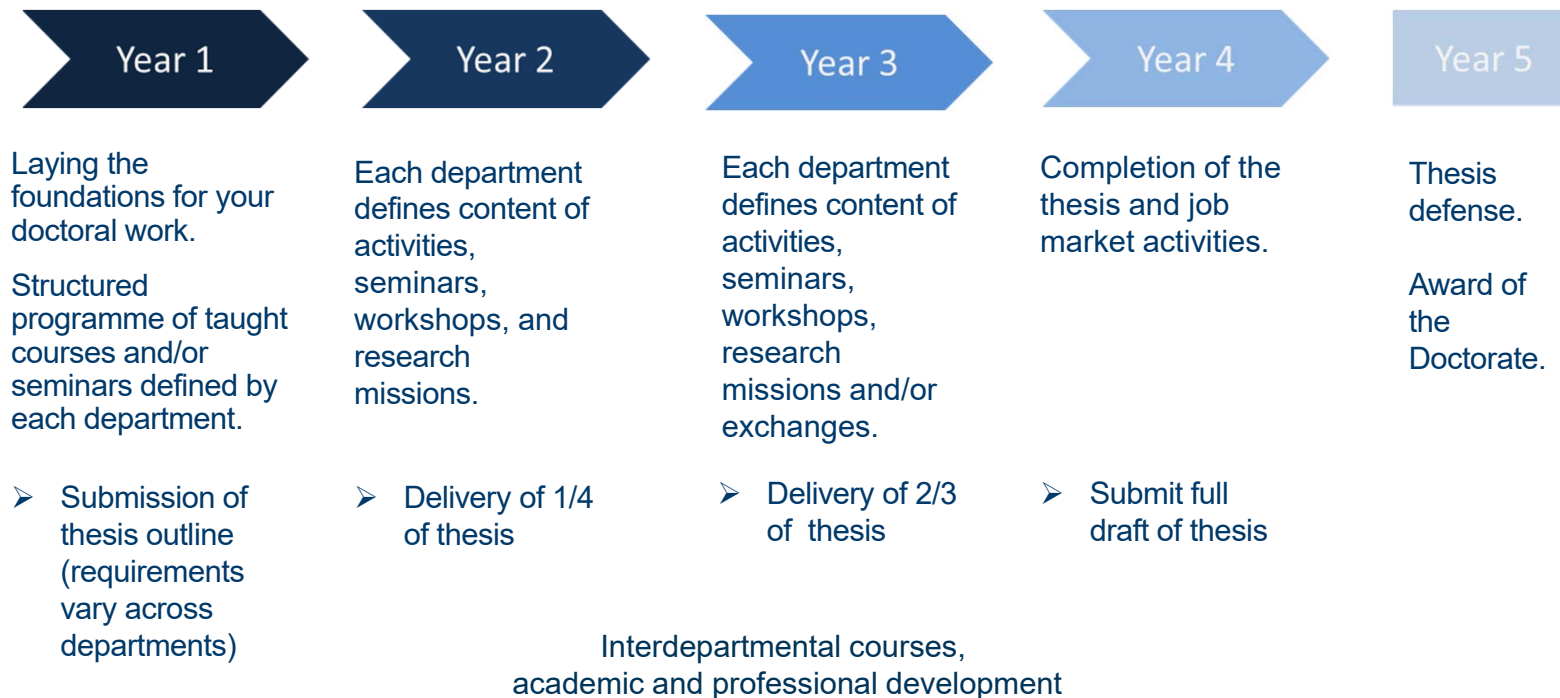 Year 1
Laying the
foundations for your
doctoral work.
Structured
programme of taught
courses and/or
seminars defined by
each department.
➢ Submission of
thesis outline
(requirements
vary across
departments)
Year 2
Each department
defines content of
activities,
seminars,
workshops, and
research
missions.
➢ Delivery of 1/4
of thesis
Year 3
Each department
defines content of
activities,
seminars,
workshops,
research
missions and/or
exchanges.
➢ Delivery of 2/3
of thesis
Year 4
Completion of the
thesis and job
market activities.
➢ Submit full
draft of thesis
Year 5
Thesis
defense.
Award of
the
Doctorate.
Interdepartmental courses,
academic and professional development